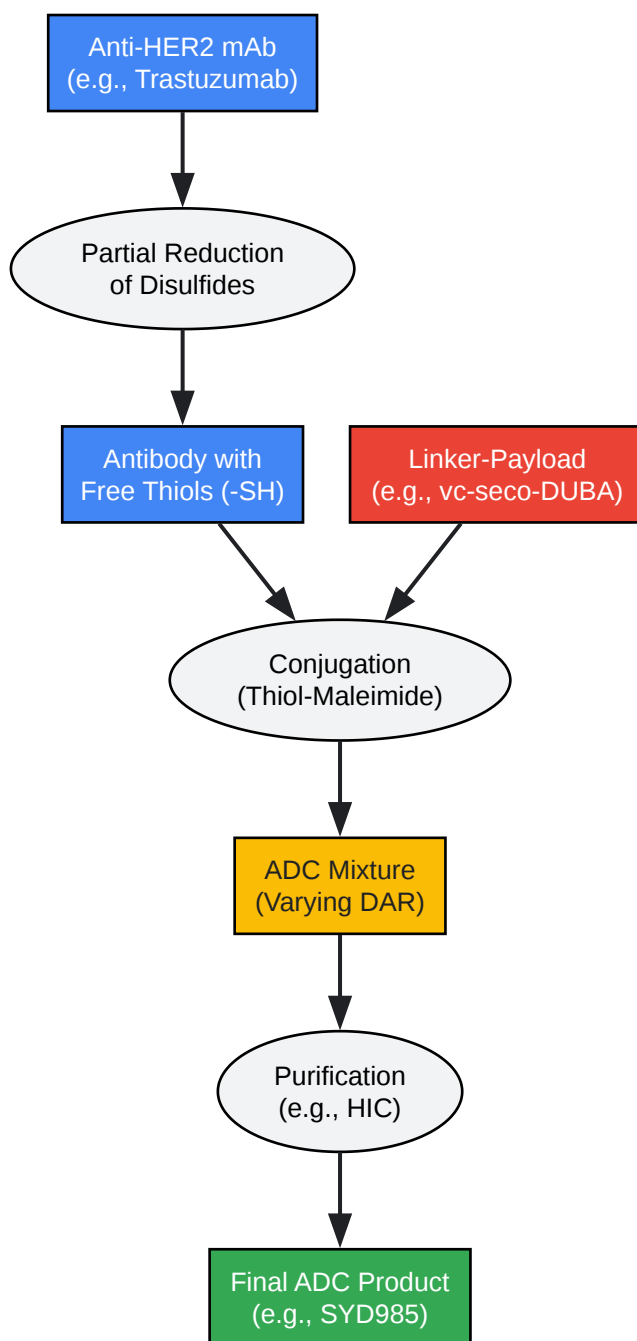 Anti-HER2 mAb
(e.g., Trastuzumab)
Partial Reduction
of Disulfides
Antibody with
Free Thiols (-SH)
Linker-Payload
(e.g., vc-seco-DUBA)
Conjugation
(Thiol-Maleimide)
ADC Mixture
(Varying DAR)
Purification
(e.g., HIC)
Final ADC Product
(e.g., SYD985)